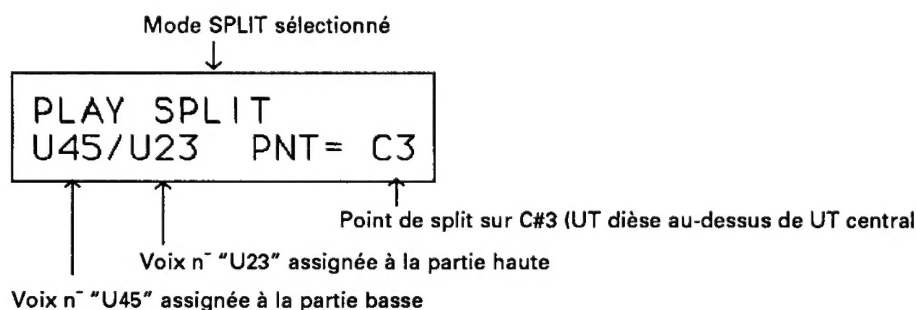 Mode SPLIT sélectionné
PLAY SPLIT
U45/U23 PNT= C3
Point de split sur C#3 (UT dièse au-dessus de UT central
Voix n¯ "U23" assignée à la partie haute
Voix n¯ "U45" assignée à la partie basse